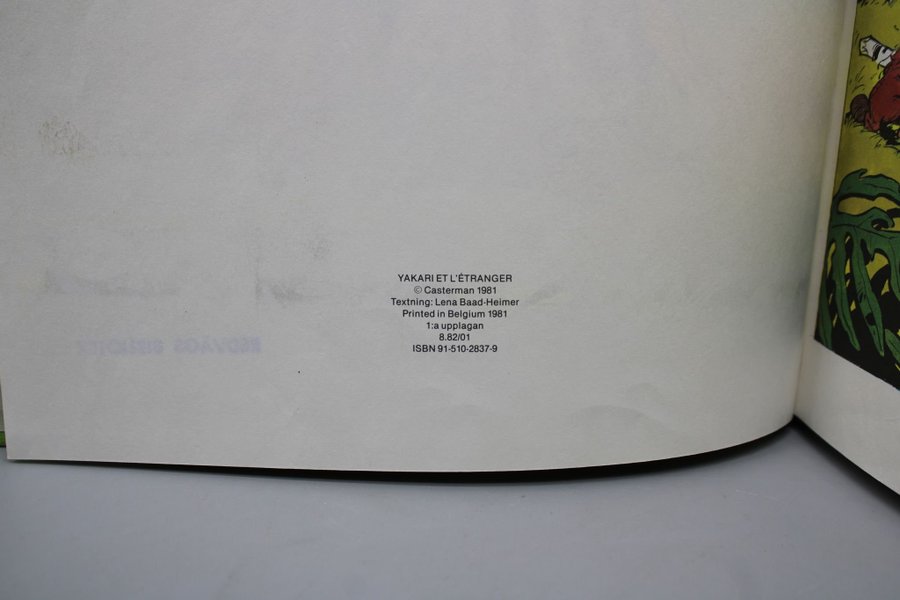 YAKARI ET L'ÉTRANGER
© Casterman 1981
Textning: Lena Baad-Heimer
Printed in Belgium 1981
1:a upplagan
8.82/01
ISBN 91-510-2837-9